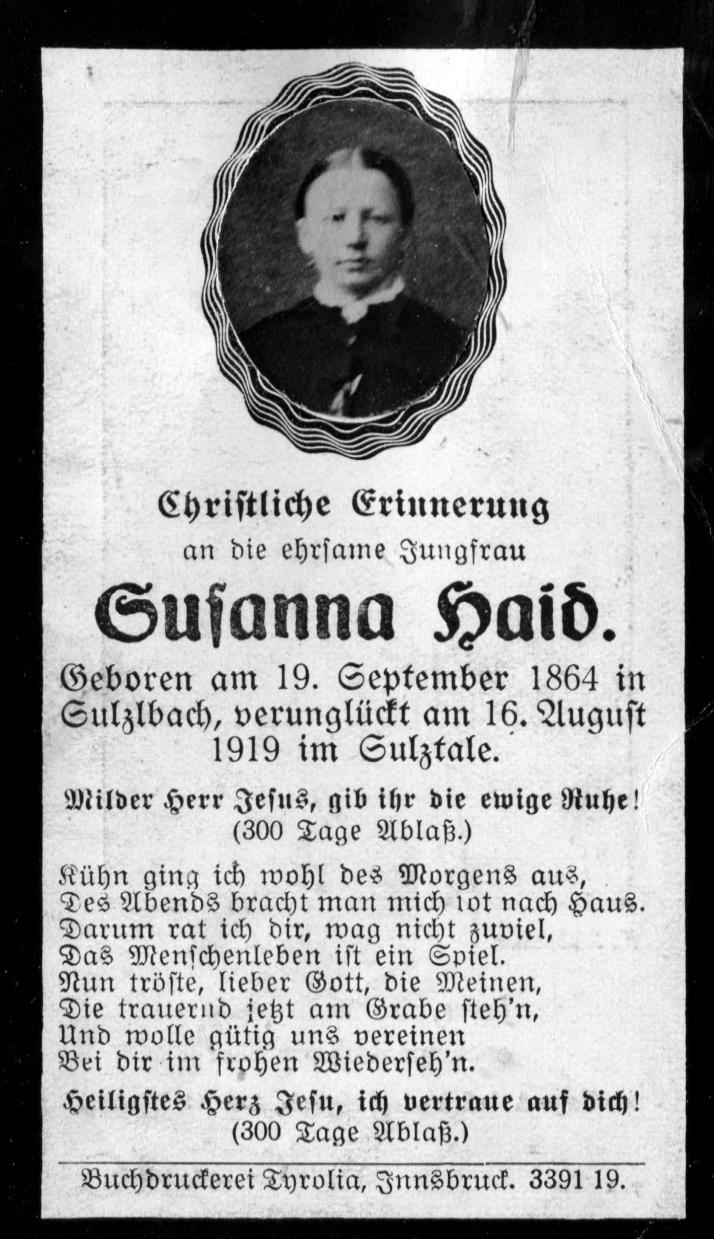 Christliche Erinnerung
an die ehrsame Jungfrau
Susanna Haid.
Geboren am 19. September 1864 in
Sulzlbach, verunglückt am 16. August
1919 im Sulztale.
Milder Herr Jesus, gib ihr die ewige Ruhe!
(300 Tage Ablaß.)
Kühn ging ich wohl des Morgens aus,
Des Abends bracht man mich tot nach Haus.
Darum rat ich dir, wag nicht zuviel,
Das Menschenleben ist ein Spiel.
Nun tröste, lieber Gott, die Meinen,
Die trauernd jetzt am Grabe steh'n,
Und wolle gütig uns vereinen
Bei dir im frohen Wiederseh'n.
Heiligstes Herz Jesu, ich vertraue auf dich!
(300 Tage Ablaß.)
Buchdruckerei Tyrolia, Innsbruck. 3391 19.